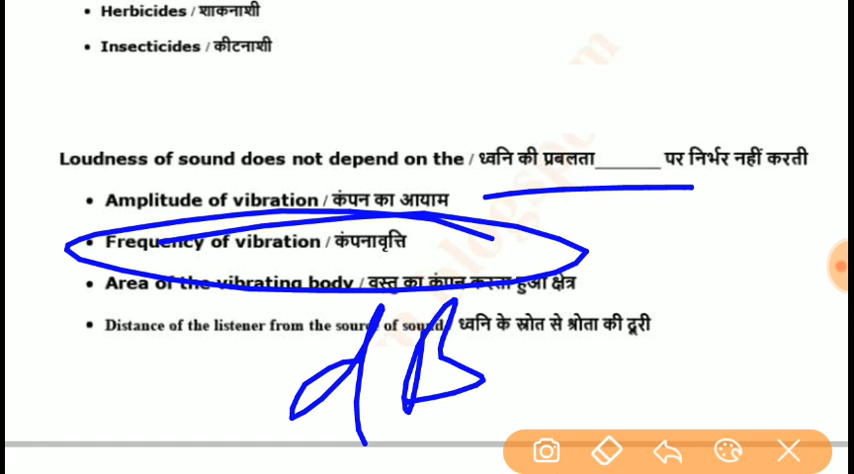 • Herbicides / शाकनाशी
• Insecticides / कीटनाशी
Loudness of sound does not depend on the / ध्वनि की प्रबलता______ पर निर्भर नहीं करती
• Amplitude of vibration / कंपन का आयाम
• Frequency of vibration / कंपनावृत्ति
• Area of the vibrating body / वस्तु का कंपन करता हुआ क्षेत्र
• Distance of the listener from the source of sound / ध्वनि के स्रोत से श्रोता की दूरी
dB